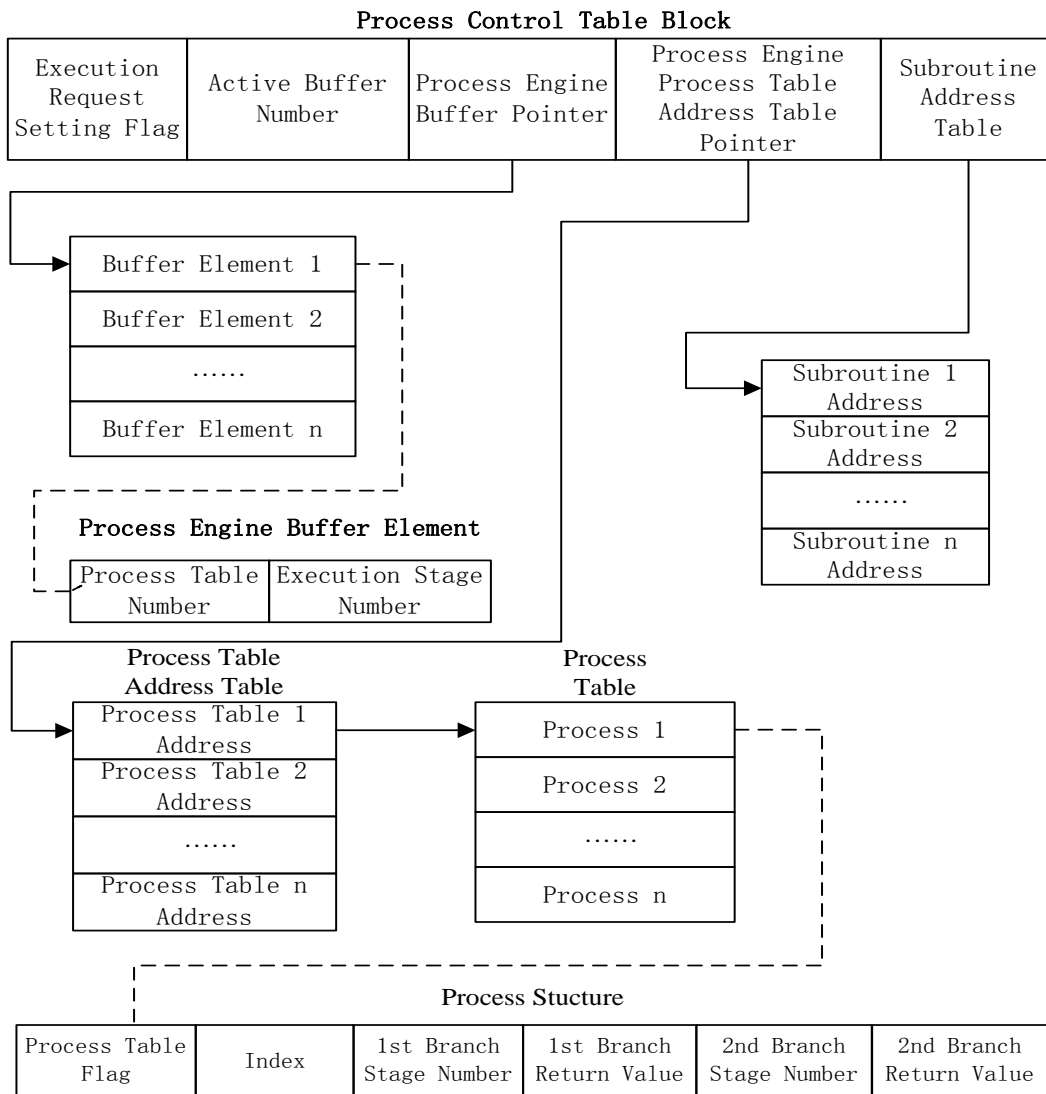 Process Control Table Block
Execution
Request
Setting Flag
Active Buffer
Number
Process Engine
Buffer Pointer
Process Engine
Process Table
Address Table
Pointer
Subroutine
Address
Table
Buffer Element 1
Buffer Element 2
......
Buffer Element n
Subroutine 1
Address
Subroutine 2
Address
......
Subroutine n
Address
Process Engine Buffer Element
Process Table
Number
Execution Stage
Number
Process Table
Address Table
Process Table 1
Address
Process Table 2
Address
......
Process Table n
Address
Process
Table
Process 1
Process 2
......
Process n
Process Stucture
Process Table
Flag
Index
1st Branch
Stage Number
1st Branch
Return Value
2nd Branch
Stage Number
2nd Branch
Return Value